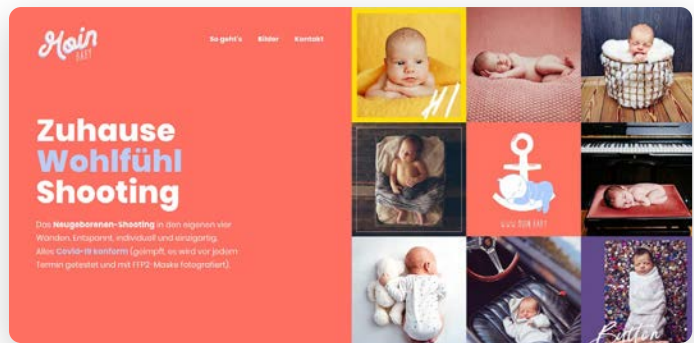 Moin
BABY
So geht's Bilder Kontakt
Zuhause
Wohlfühl
Shooting
Das Neugeborenen-Shooting in den eigenen vier
Wänden. Entspannt, individuell und einzigartig.
Alles Covid-19 konform (geimpft, es wird vor jedem
Termin getestet und mit FFP2-Maske fotografiert).
HI
WWW.MOIN.BABY
Button